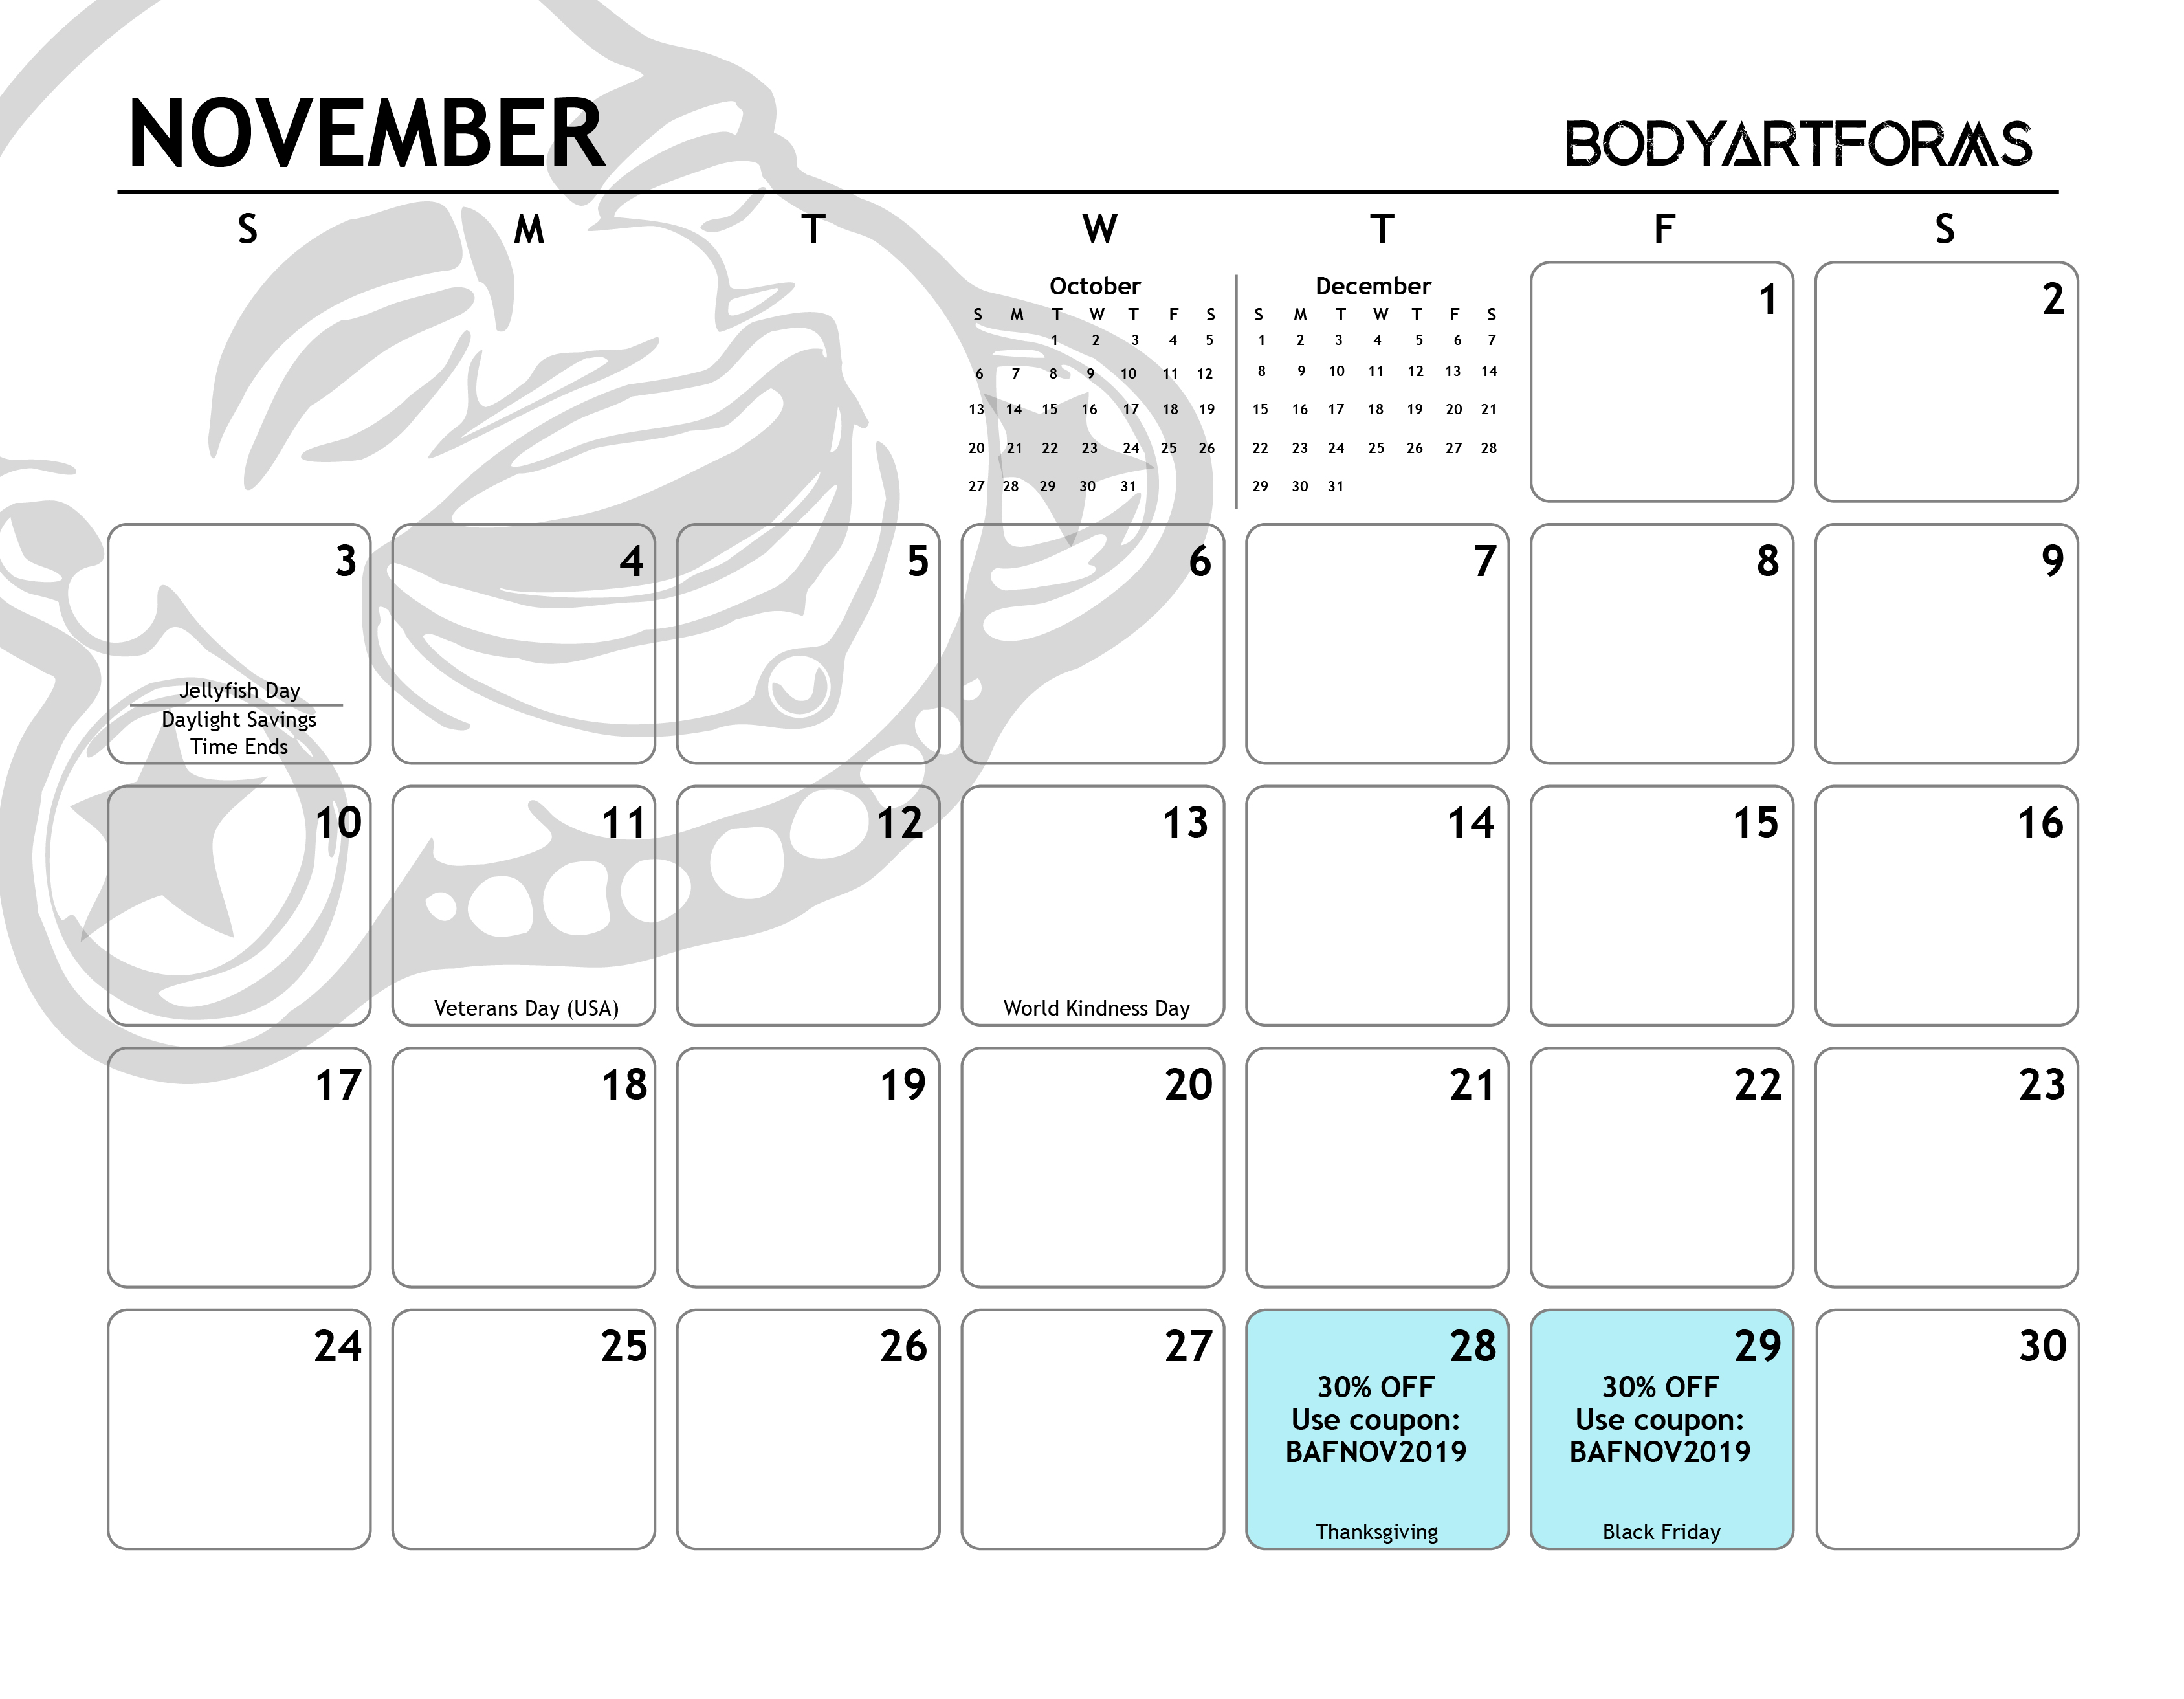 NOVEMBER
BODYARTFORMS
S M T W T F S
October
S M T W T F S
1 2 3 4 5
6 7 8 9 10 11 12
13 14 15 16 17 18 19
20 21 22 23 24 25 26
27 28 29 30 31
December
S M T W T F S
1 2 3 4 5 6 7
8 9 10 11 12 13 14
15 16 17 18 19 20 21
22 23 24 25 26 27 28
29 30 31
1 2
3 4 5 6 7 8 9
Jellyfish Day
Daylight Savings
Time Ends
10 11 12 13 14 15 16
Veterans Day (USA)
World Kindness Day
17 18 19 20 21 22 23
24 25 26 27 28 29 30
30% OFF
Use coupon:
BAFNOV2019
Thanksgiving
30% OFF
Use coupon:
BAFNOV2019
Black Friday